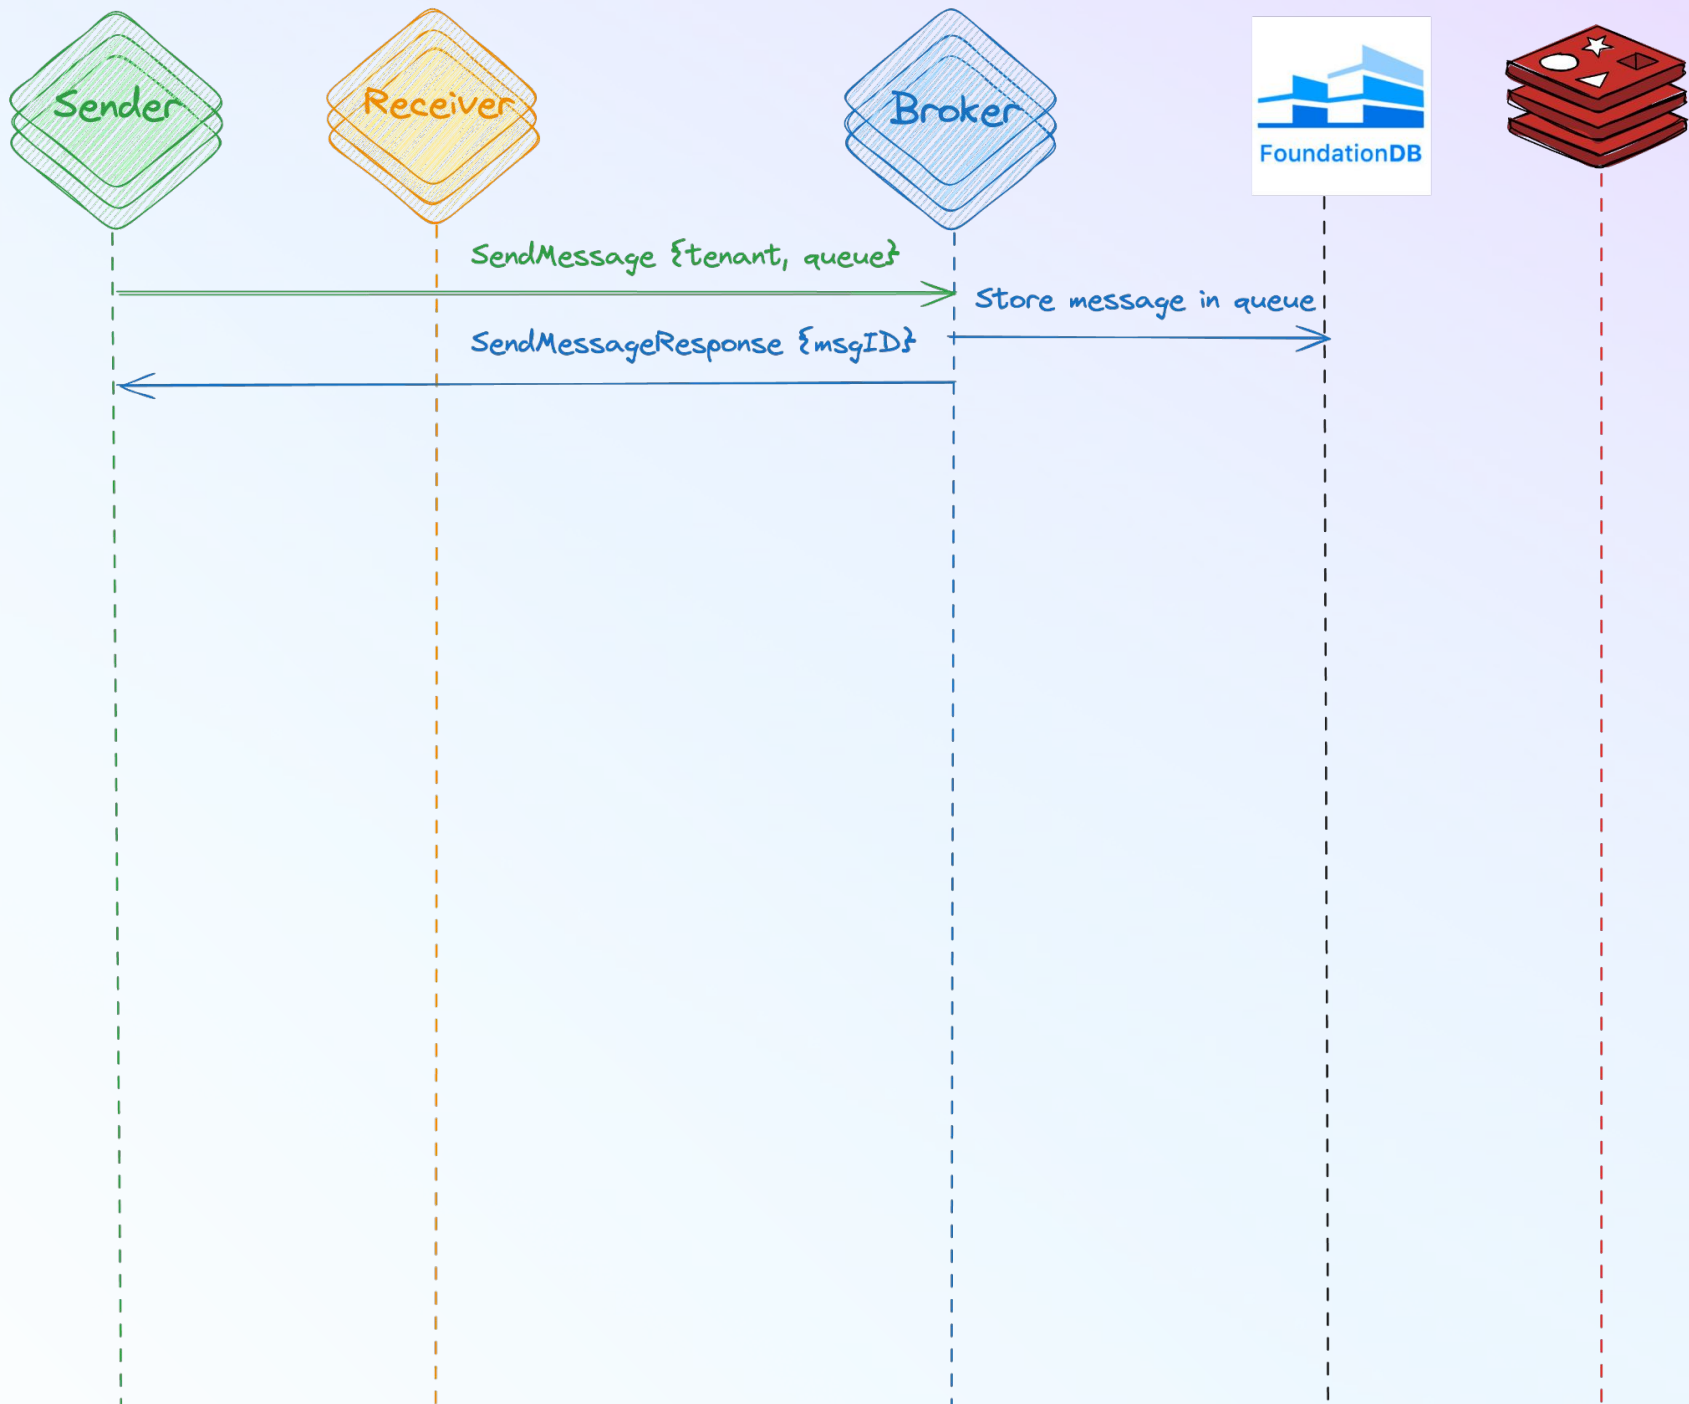 Sender
Receiver
Broker
FoundationDB
SendMessage {tenant, queue}
Store message in queue
SendMessageResponse {msgID}